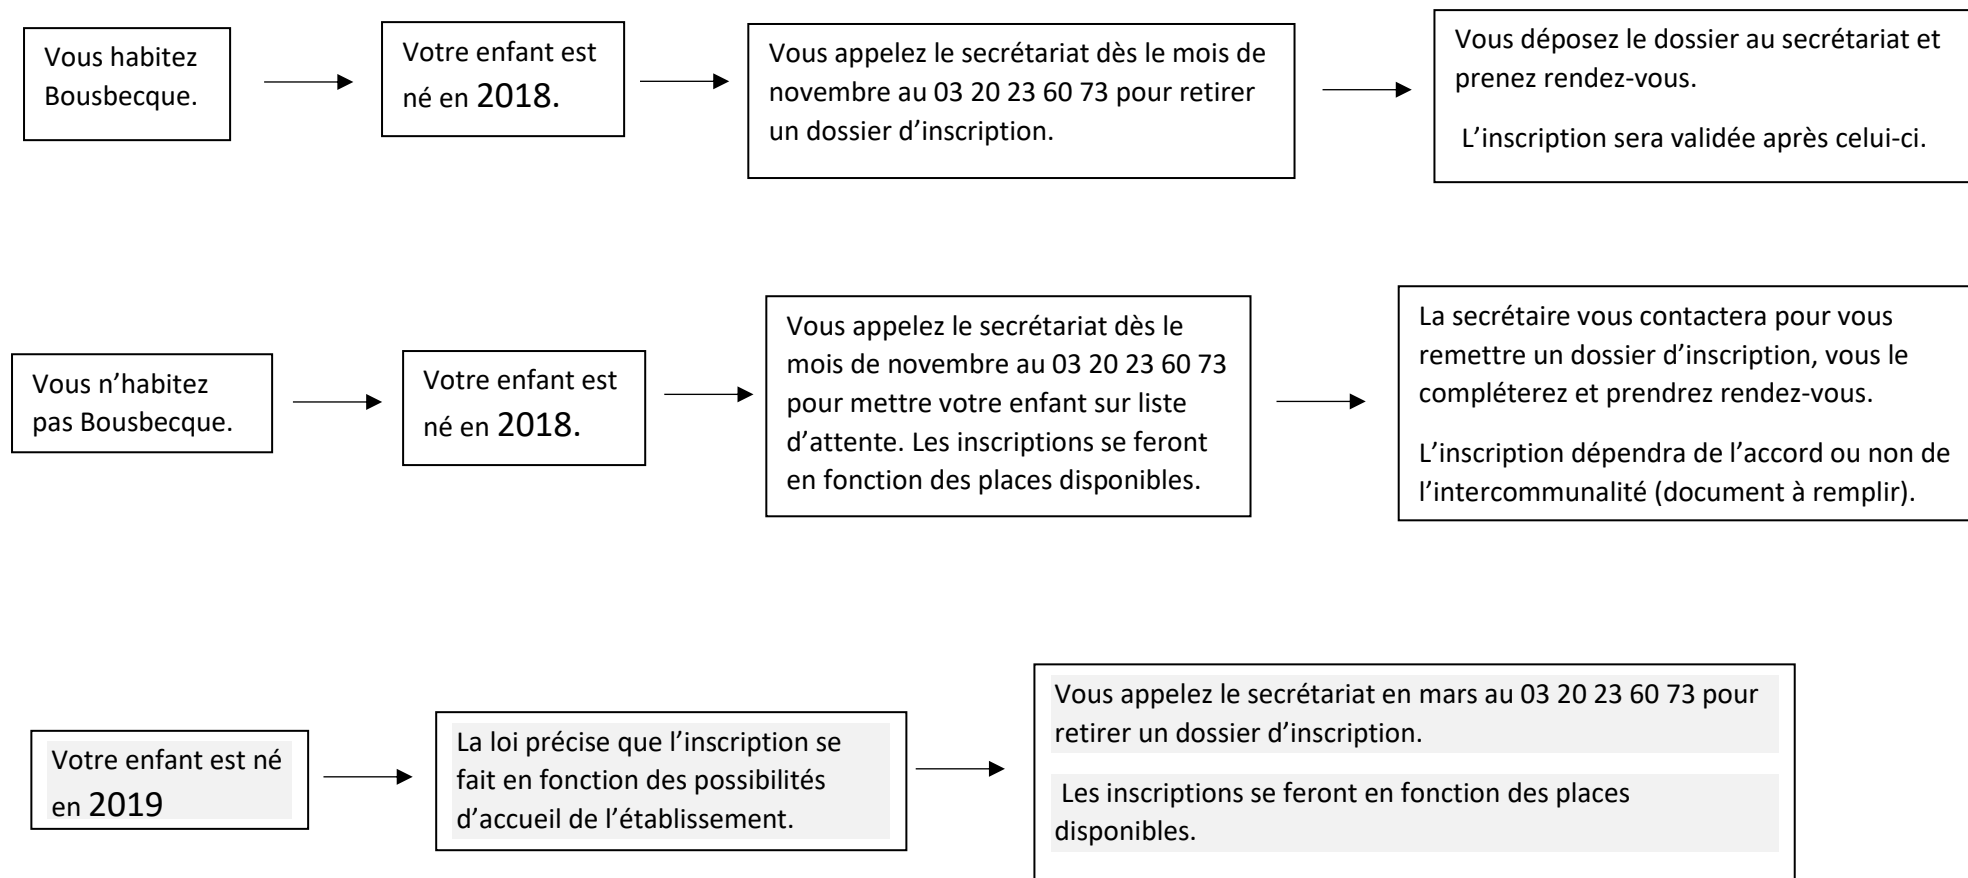 Vous habitez
Bousbecque.
Votre enfant est
né en 2018.
Vous appelez le secrétariat dès le mois de
novembre au 03 20 23 60 73 pour retirer
un dossier d’inscription.
Vous déposez le dossier au secrétariat et
prenez rendez-vous.
L’inscription sera validée après celui-ci.
Vous n’habitez
pas Bousbecque.
Votre enfant est
né en 2018.
Vous appelez le secrétariat dès le
mois de novembre au 03 20 23 60 73
pour mettre votre enfant sur liste
d’attente. Les inscriptions se feront
en fonction des places disponibles.
La secrétaire vous contactera pour vous
remettre un dossier d’inscription, vous le
compléterez et prendrez rendez-vous.
L’inscription dépendra de l’accord ou non de
l’intercommunalité (document à remplir).
Votre enfant est né
en 2019
La loi précise que l’inscription se
fait en fonction des possibilités
d’accueil de l’établissement.
Vous appelez le secrétariat en mars au 03 20 23 60 73 pour
retirer un dossier d’inscription.
Les inscriptions se feront en fonction des places
disponibles.